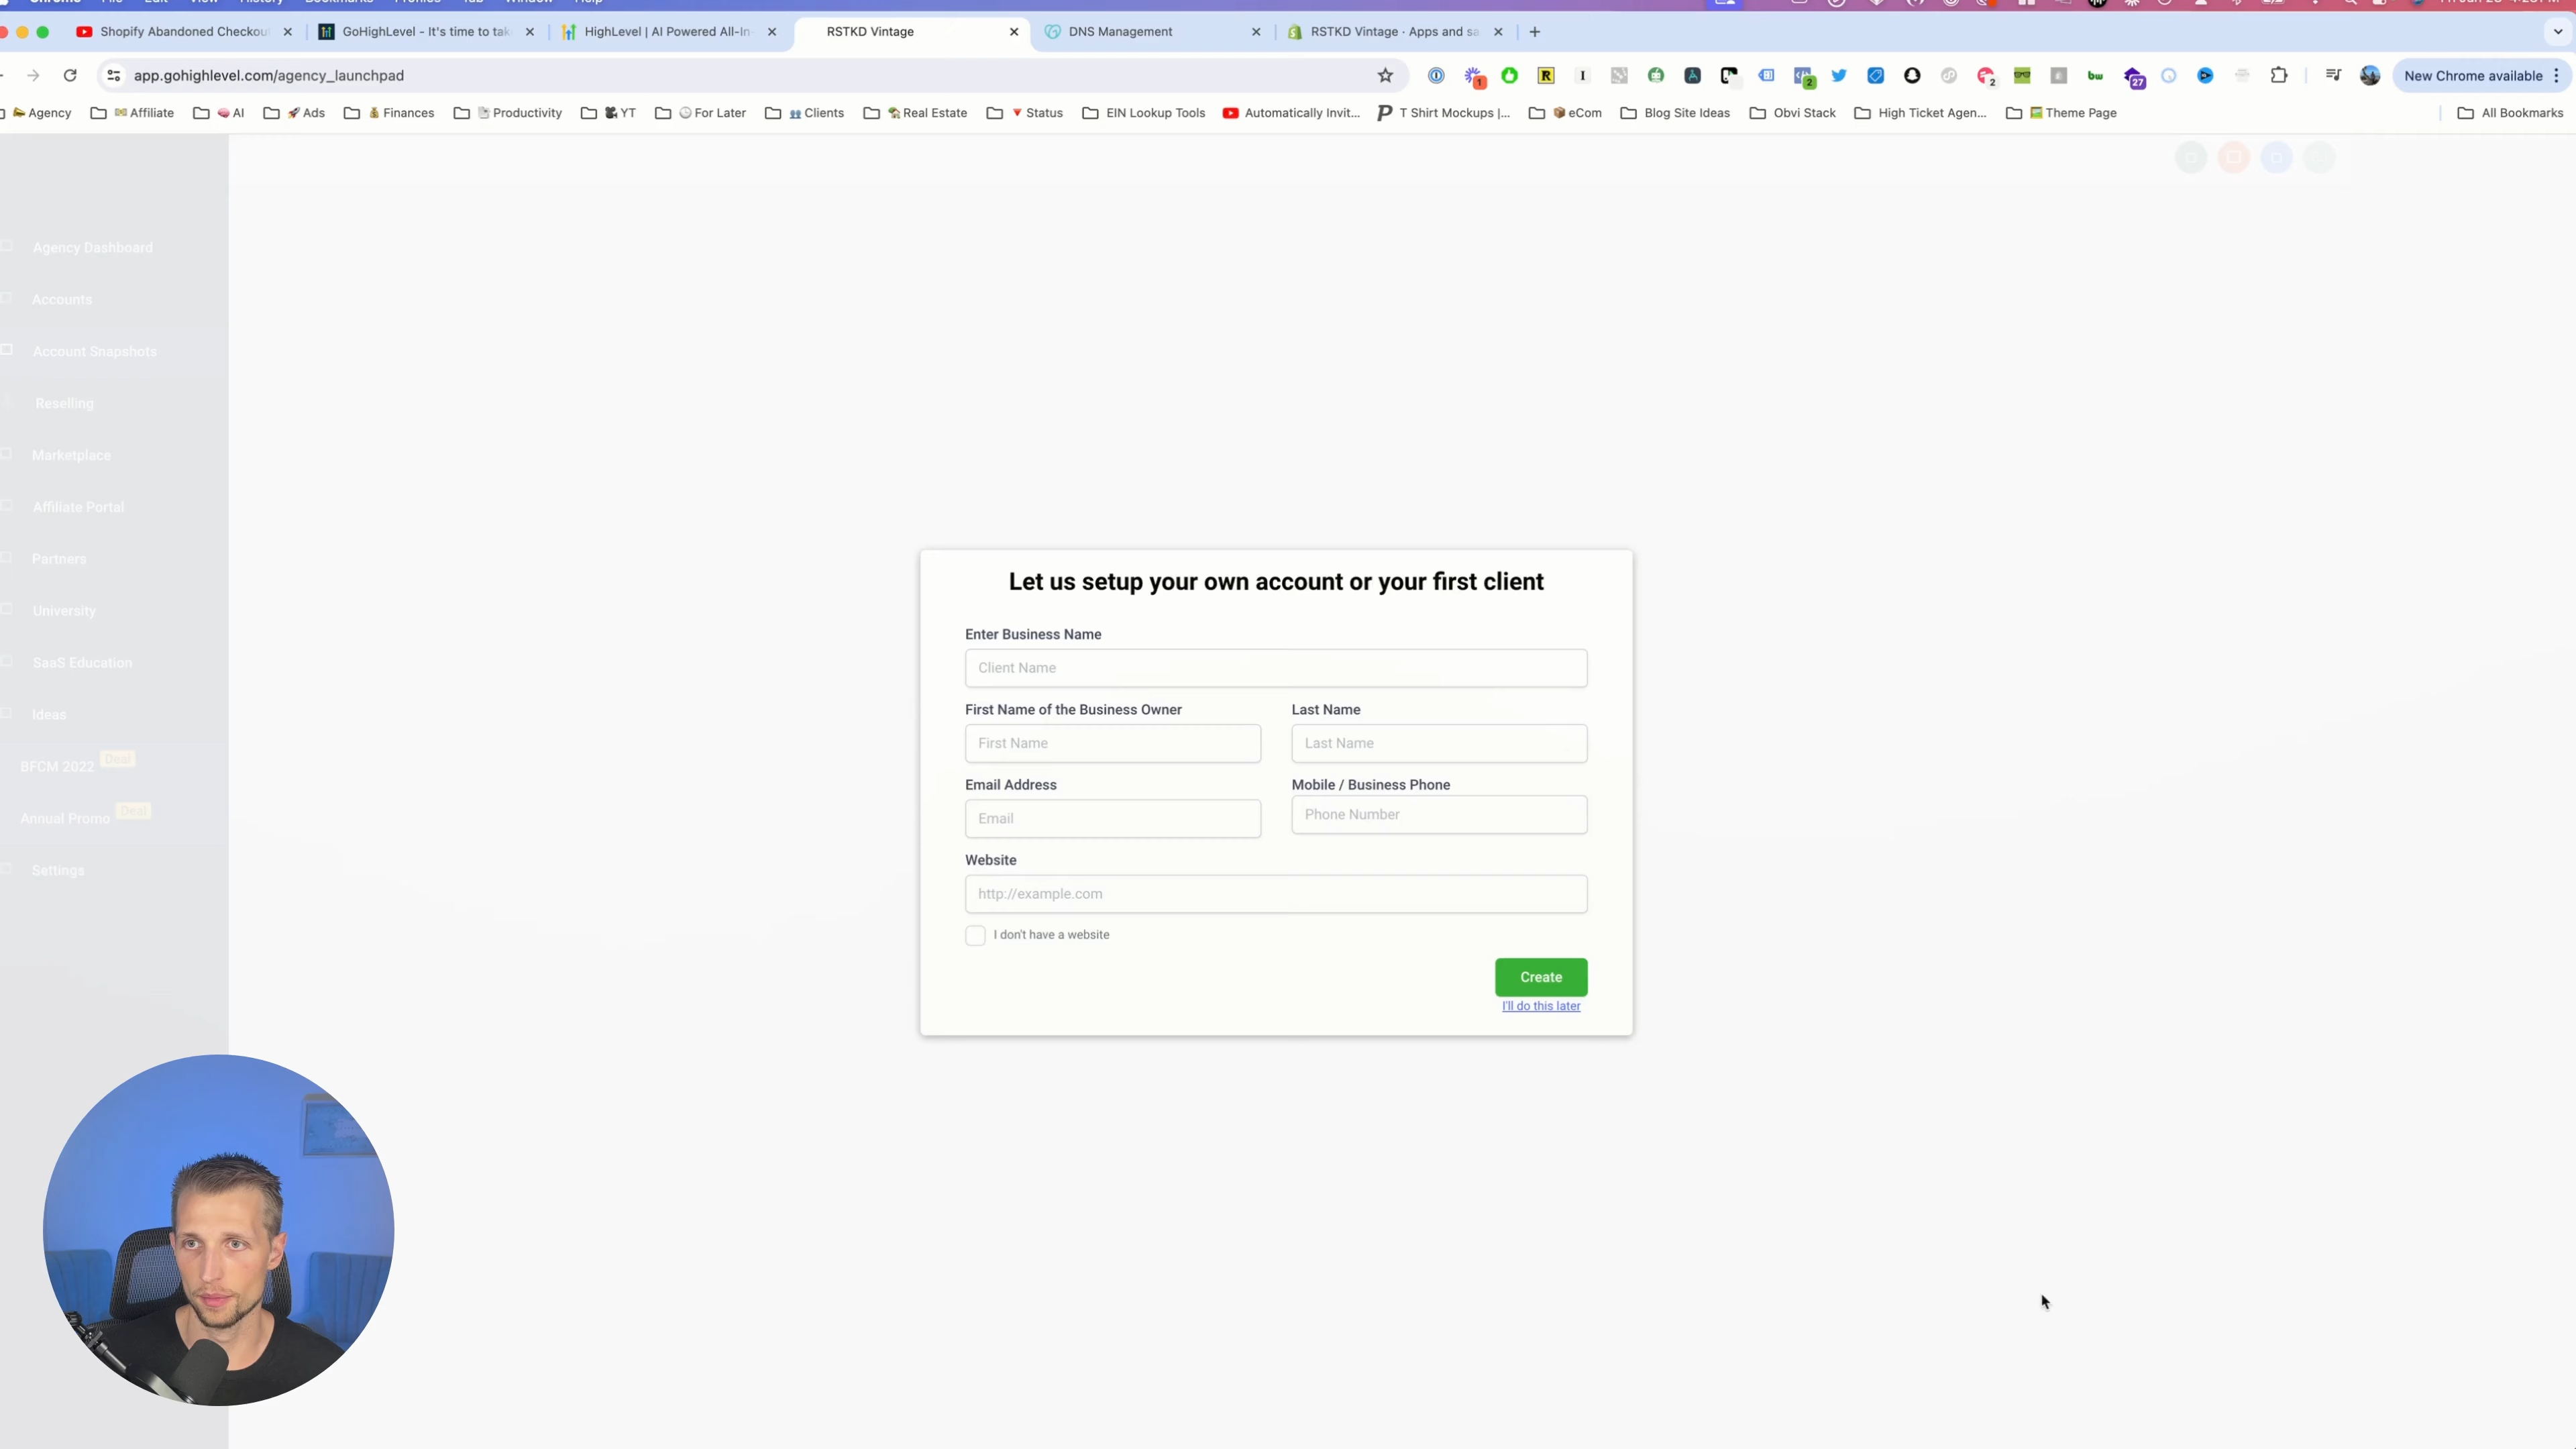 Shopify Abandoned Checkou
GoHighLevel - It's time to tak
HighLevel | AI Powered All-In-
RSTKD Vintage
DNS Management
RSTKD Vintage · Apps and sa
app.gohighlevel.com/agency_launchpad
New Chrome available
Agency
Affiliate
AI
Ads
Finances
Productivity
YT
For Later
Clients
Real Estate
Status
EIN Lookup Tools
Automatically Invit...
T Shirt Mockups |...
eCom
Blog Site Ideas
Obvi Stack
High Ticket Agen...
Theme Page
All Bookmarks
Agency Dashboard
Accounts
Account Snapshots
Reselling
Marketplace
Affiliate Portal
Partners
University
SaaS Education
Ideas
BFCM 2022 Deal
Annual Promo Deal
Settings
Let us setup your own account or your first client
Enter Business Name
Client Name
First Name of the Business Owner
Last Name
First Name
Last Name
Email Address
Mobile / Business Phone
Email
Phone Number
Website
http://example.com
I don't have a website
Create
I'll do this later